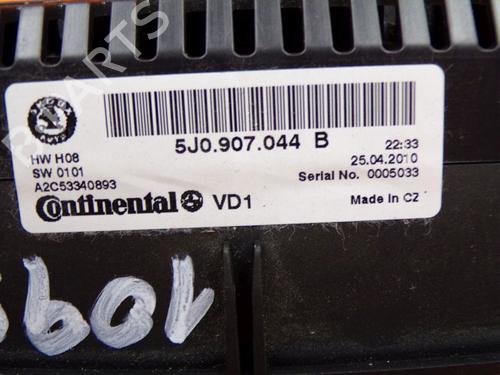 5J0.907.044 B
HW H08
SW 0101
A2C53340893
22:33
25.04.2010
Serial No. 0005033
Continental VD1
Made in CZ